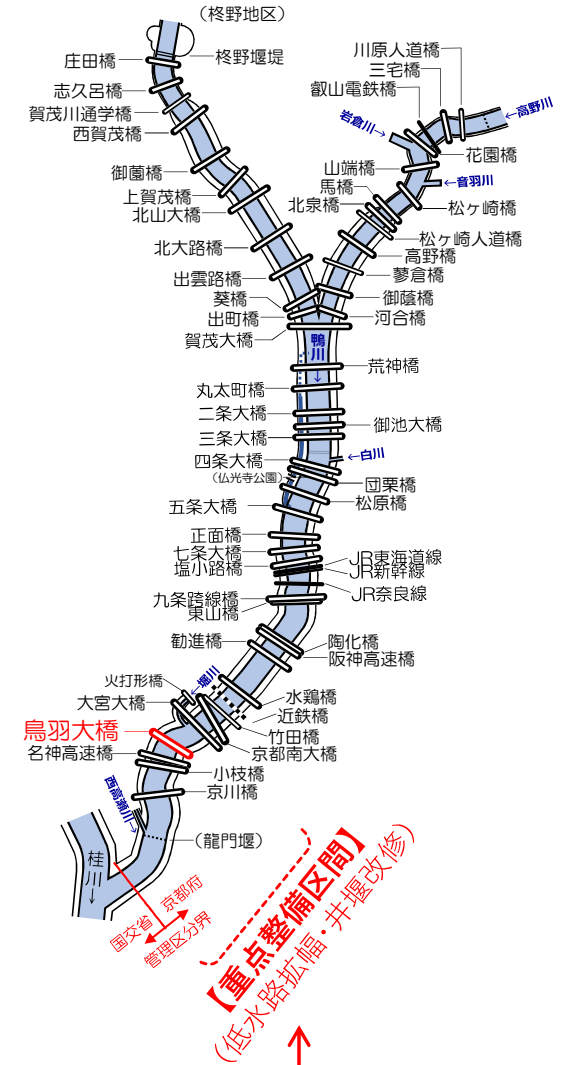 (柊野地区)
庄田橋
柊野堰堤
志久呂橋
賀茂川通学橋
西賀茂橋
御薗橋
上賀茂橋
北山大橋
北大路橋
出雲路橋
葵橋
出町橋
賀茂大橋
川原人道橋
三宅橋
叡山電鉄橋
岩倉川→
←高野川
花園橋
山端橋
←音羽川
馬橋
北泉橋
松ヶ崎橋
松ヶ崎人道橋
高野橋
蓼倉橋
御蔭橋
河合橋
鴨川↓
荒神橋
丸太町橋
二条大橋
御池大橋
三条大橋
四条大橋
←白川
(仏光寺公園)
団栗橋
松原橋
五条大橋
正面橋
七条大橋
塩小路橋
JR東海道線
JR新幹線
JR奈良線
九条跨線橋
東山橋
勧進橋
陶化橋
阪神高速橋
火打形橋
←堀川
大宮大橋
水鶏橋
近鉄橋
竹田橋
京都南大橋
鳥羽大橋
名神高速橋
小枝橋
京川橋
西高瀬川→
(龍門堰)
桂川↓
京都府
国交省
管理区分界
【重点整備区間】
(低水路拡幅・井堰改修)